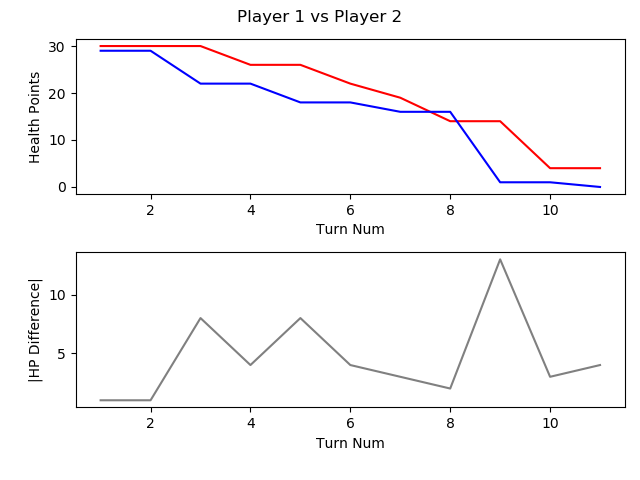 Player 1 vs Player 2
30
20
10
0
Health Points
2 4 6 8 10
Turn Num
10
5
|HP Difference|
2 4 6 8 10
Turn Num